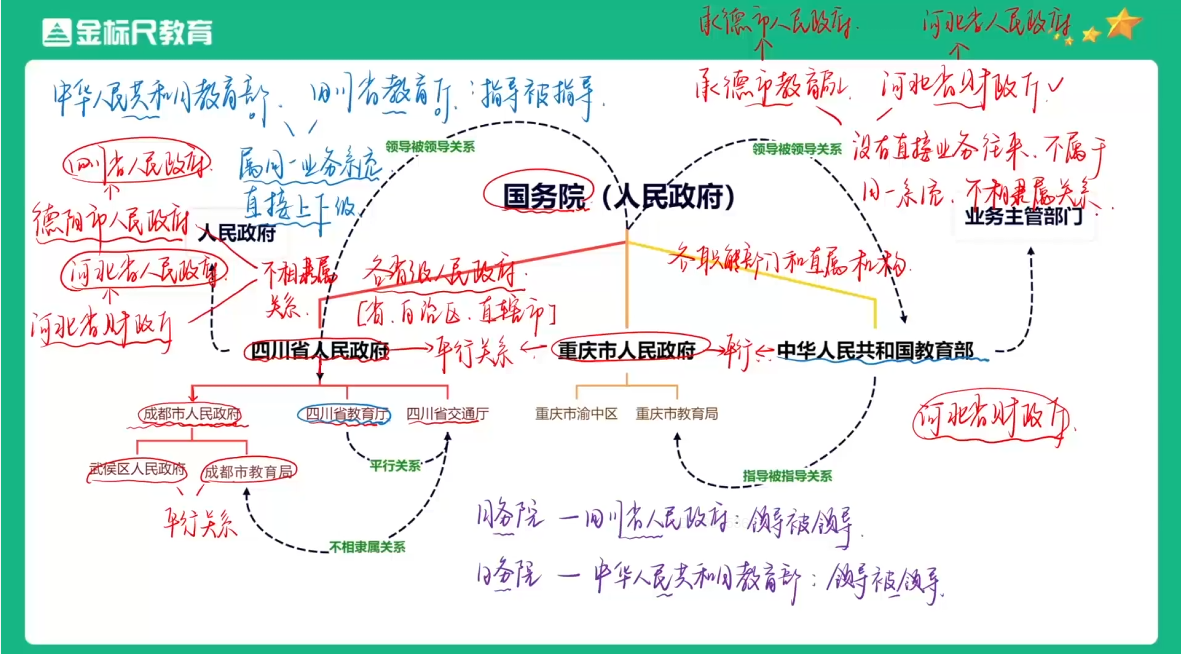 金标尺教育
承德市人民政府.
河北省人民政府
承德市教育局
河北省财政厅
中华人民共和国教育部、四川省教育厅:指导被指导.
领导被领导关系
领导被领导关系
没有直接业务往来.不属于
同一系统.不相隶属关系.
四川省人民政府
属同一业务系统
直接上下级
国务院（人民政府）
业务主管部门
德阳市人民政府
人民政府
河北省人民政府
不相隶属
关系.
各省级人民政府.
各职能部门和直属机构.
[省、自治区、直辖市]
河北省财政厅
四川省人民政府
平行关系
重庆市人民政府
平行
中华人民共和国教育部
成都市人民政府
四川省教育厅
四川省交通厅
重庆市渝中区
重庆市教育局
河北省财政厅.
武侯区人民政府
成都市教育局
平行关系
指导被指导关系
平行关系
国务院—四川省人民政府:领导被领导.
不相隶属关系
国务院—中华人民共和国教育部:领导被领导.